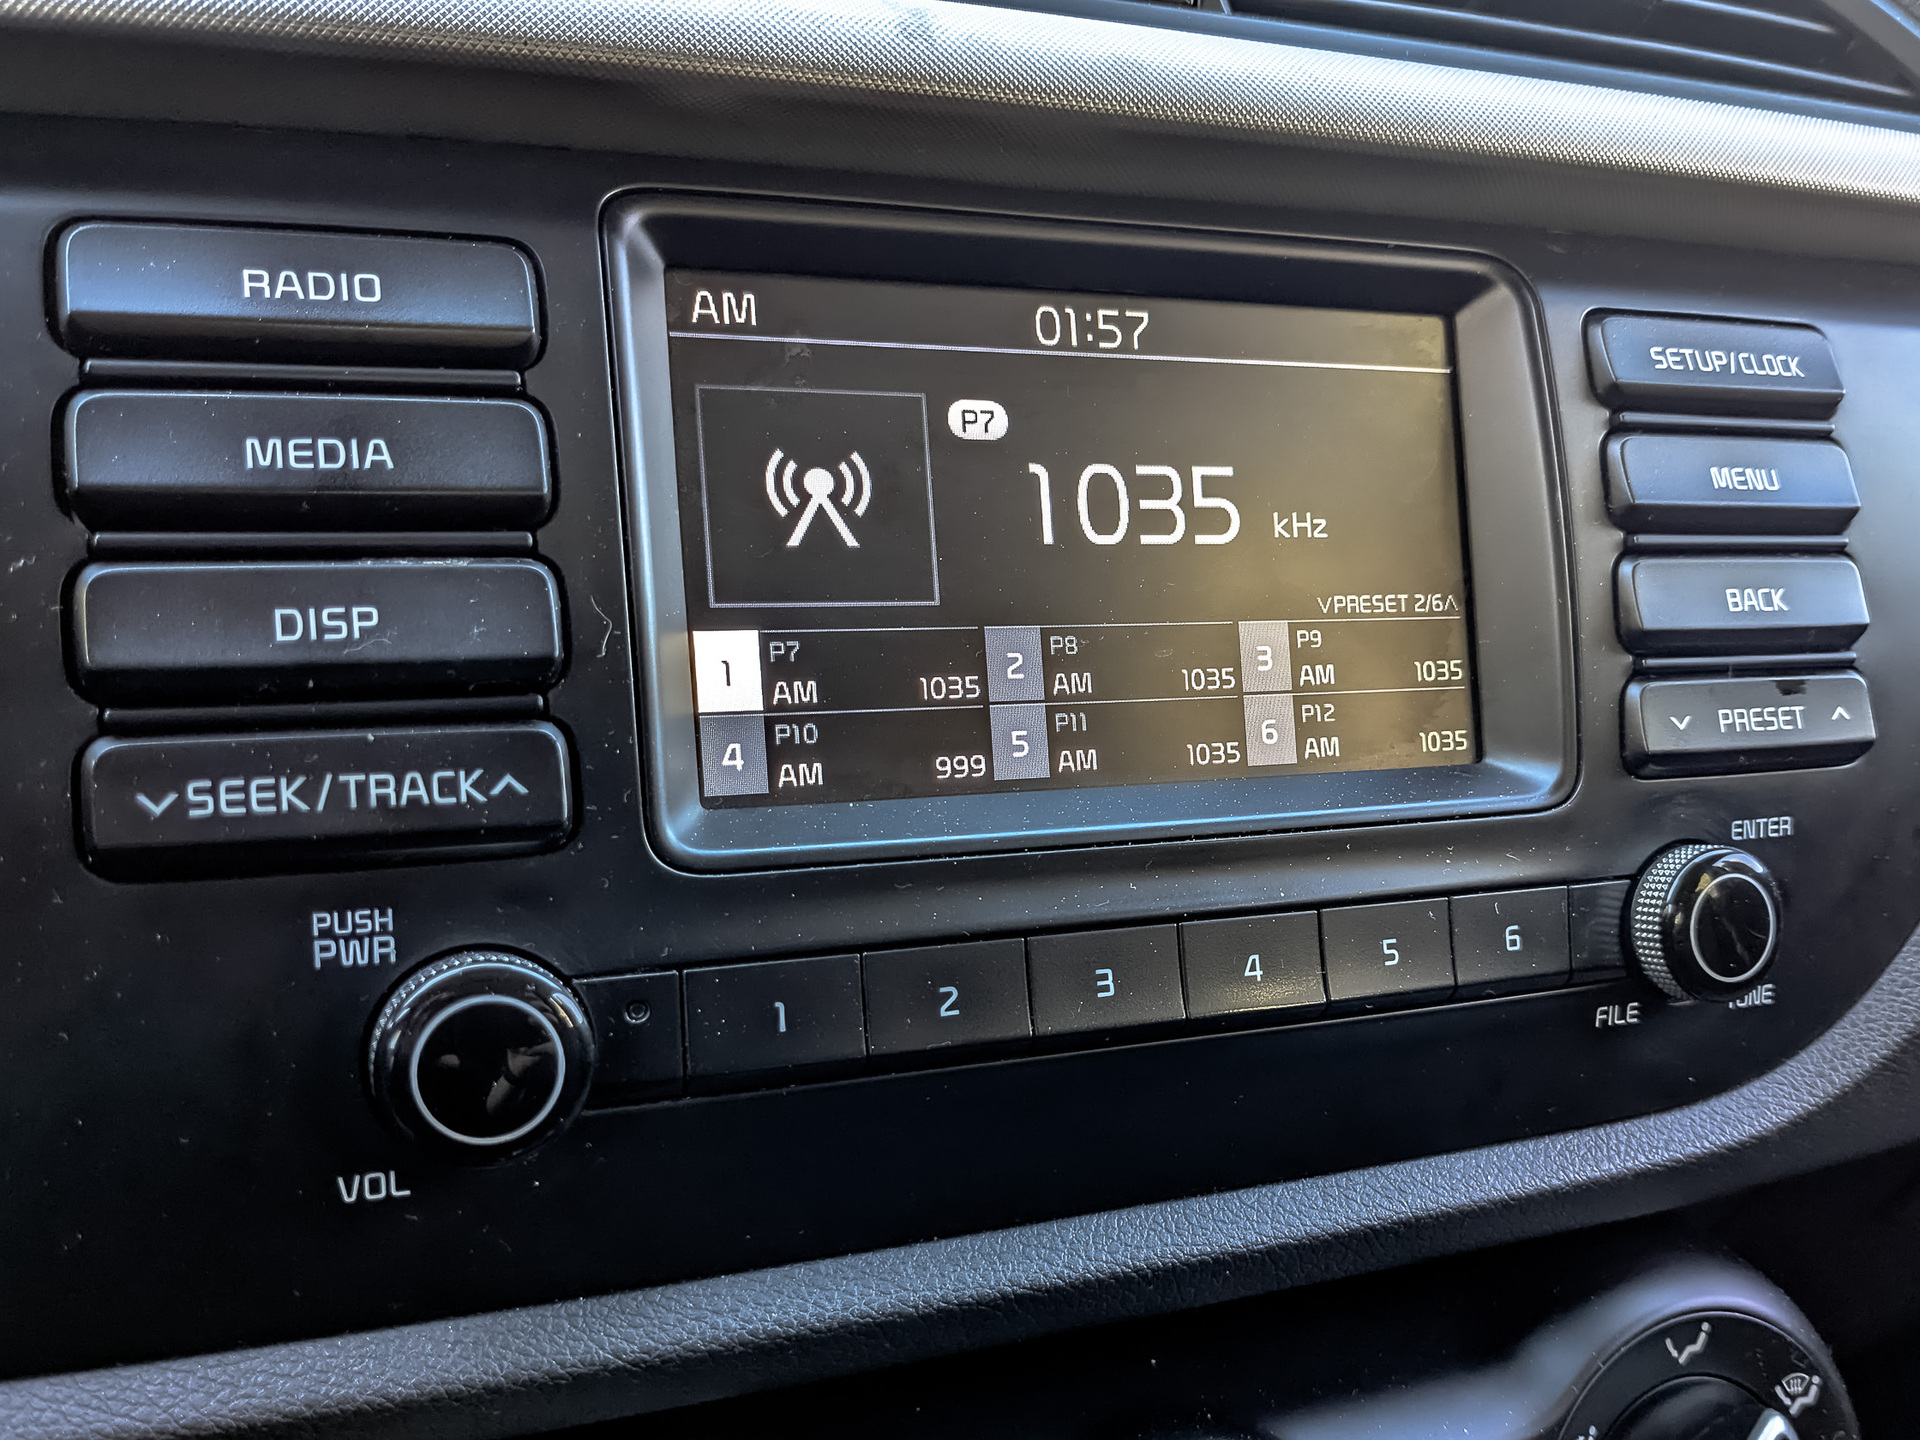 RADIO
MEDIA
DISP
SEEK/TRACK
PUSH
PWR
VOL
AM 01:57
P7
1035 kHz
PRESET 2/6
1 P7 AM 1035
2 P8 AM 1035
3 P9 AM 1035
4 P10 AM 999
5 P11 AM 1035
6 P12 AM 1035
SETUP/CLOCK
MENU
BACK
PRESET
ENTER
FILE
TUNE
1 2 3 4 5 6